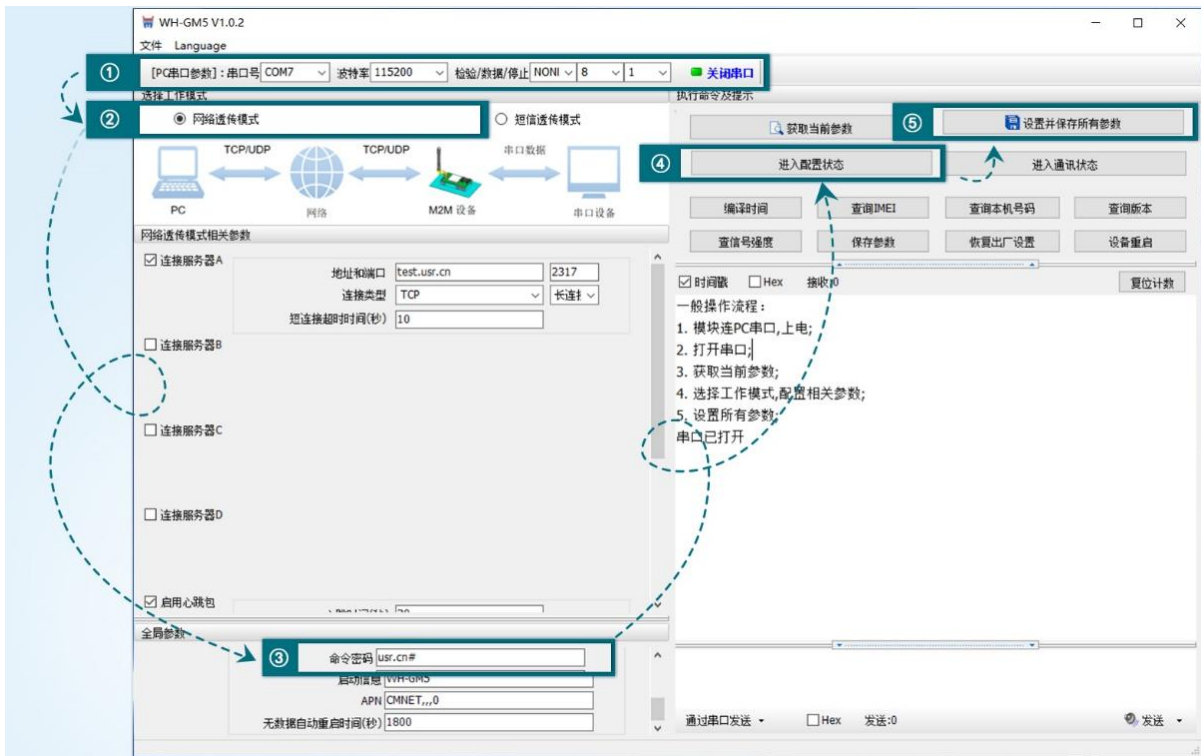 WH-GM5 V1.0.2
文件 Language
① [PC串口参数]：串口号 COM7 波特率 115200 检验/数据/停止 NONI 8 1 关闭串口
选择工作模式
② 网络透传模式 短信透传模式
TCP/UDP TCP/UDP 串口数据
PC 网络 M2M 设备 串口设备
网络透传模式相关参数
连接服务器A
地址和端口 test.usr.cn 2317
连接类型 TCP
短连接超时时间(秒) 10
连接服务器B
连接服务器C
连接服务器D
启用心跳包
全局参数
③ 命令密码 usr.cn#
启动信息 WH-GM5
APN CMNET,,,0
无数据自动重启时间(秒) 1800
执行命令及提示
获取当前参数 ⑤ 设置并保存所有参数
④ 进入配置状态 进入通讯状态
编译时间 查询IMEI 查询本机号码 查询版本
查信号强度 保存参数 恢复出厂设置 设备重启
时间戳 Hex 接收:0 复位计数
一般操作流程：
1. 模块连PC串口,上电;
2. 打开串口;
3. 获取当前参数;
4. 选择工作模式,配置相关参数;
5. 设置所有参数;
串口已打开
通过串口发送 Hex 发送:0 发送